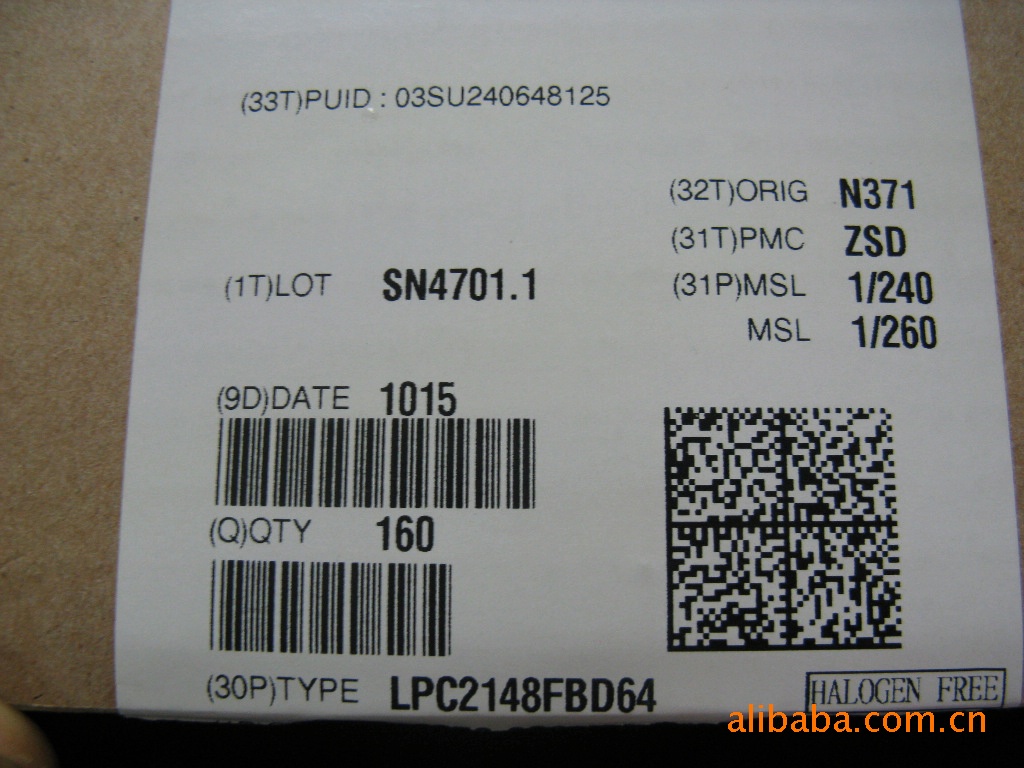 (33T)PUID : 03SU240648125
(32T)ORIG N371
(31T)PMC ZSD
(1T)LOT SN4701.1
(31P)MSL 1/240
MSL 1/260
(9D)DATE 1015
(Q)QTY 160
(30P)TYPE LPC2148FBD64
HALOGEN FREE
alibaba.com.cn